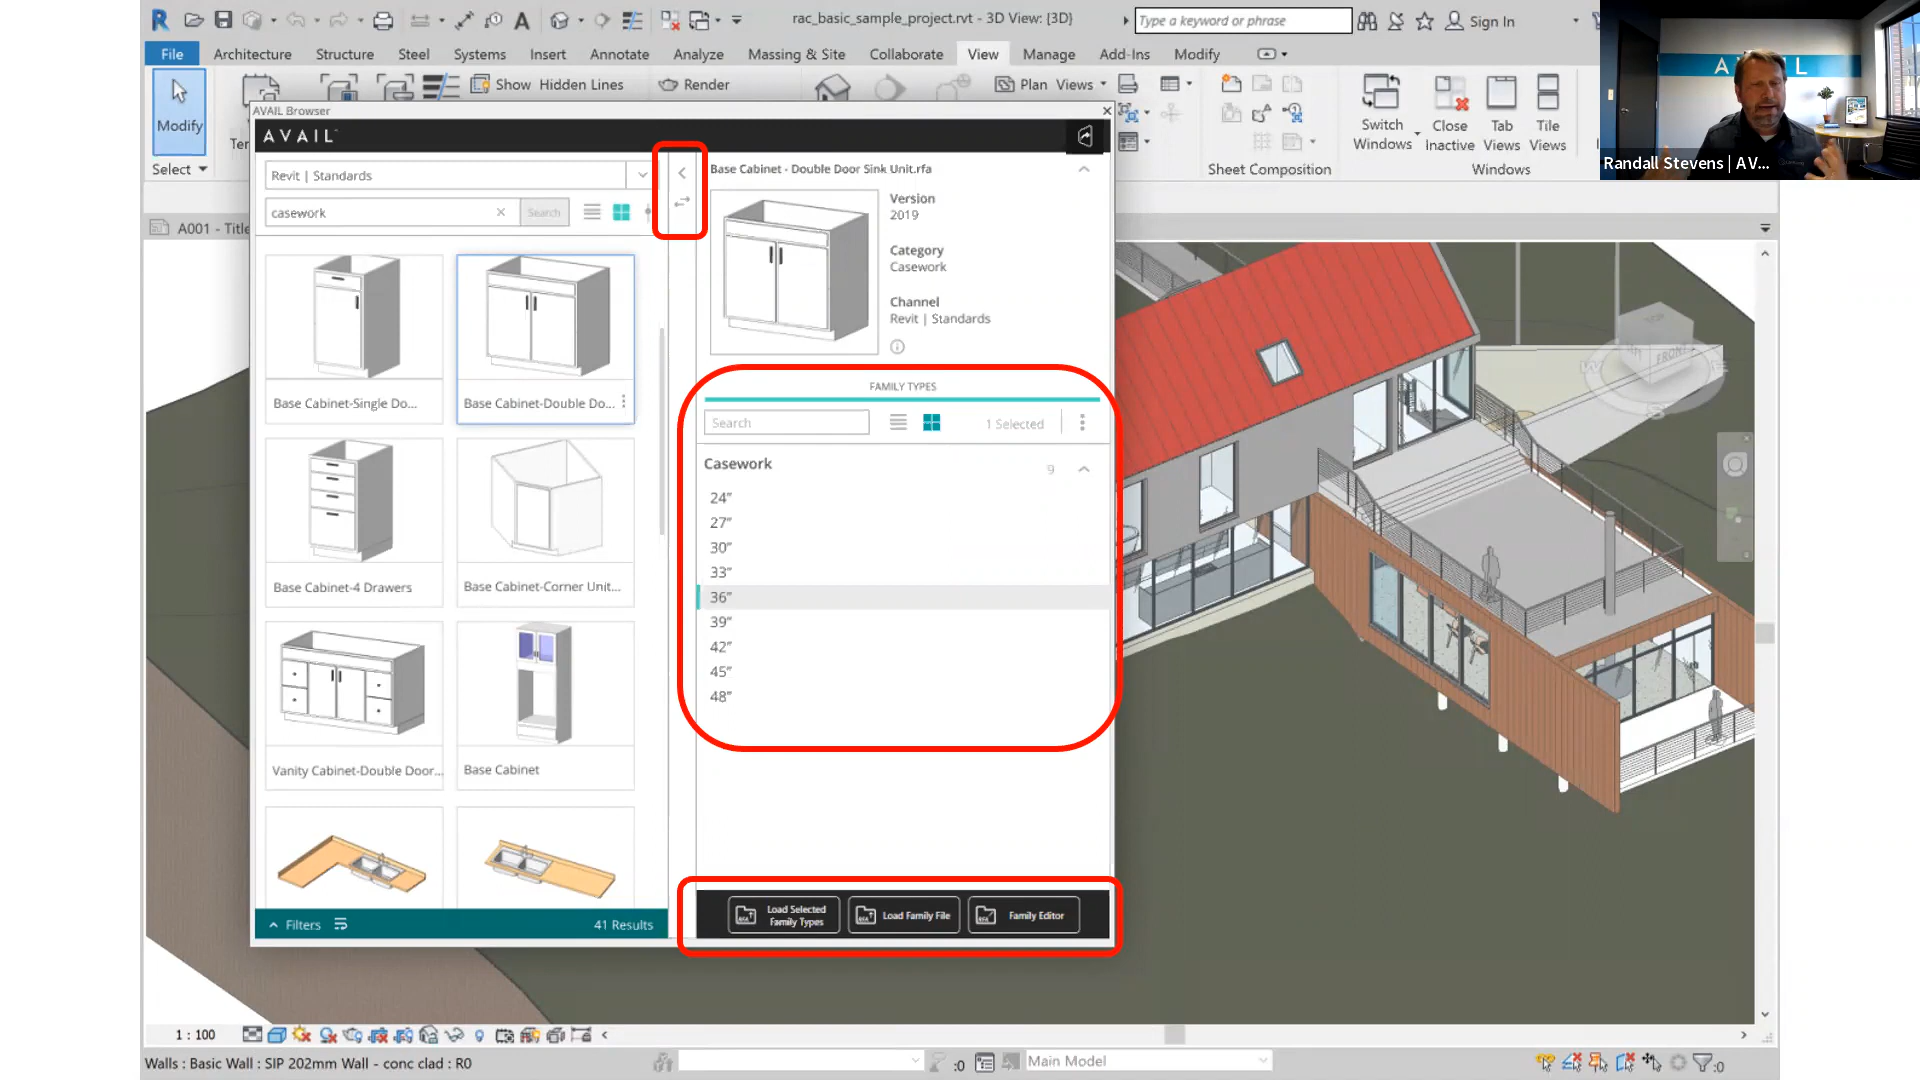 rac_basic_sample_project.rvt - 3D View: {3D}
Type a keyword or phrase
Sign In
File
Architecture
Structure
Steel
Systems
Insert
Annotate
Analyze
Massing & Site
Collaborate
View
Manage
Add-Ins
Modify
Modify
Select
Show Hidden Lines
Render
Plan Views
Sheet Composition
Switch Windows
Close Inactive
Tab Views
Tile Views
Windows
A V I L
Randall Stevens | AV...
A001 - Title
AVAIL Browser
AVAIL
Revit | Standards
casework
Search
Base Cabinet-Single Do...
Base Cabinet-Double Do...
Base Cabinet-4 Drawers
Base Cabinet-Corner Unit...
Vanity Cabinet-Double Door...
Base Cabinet
Filters
41 Results
Base Cabinet - Double Door Sink Unit.rfa
Version
2019
Category
Casework
Channel
Revit | Standards
FAMILY TYPES
Search
1 Selected
Casework
9
24"
27"
30"
33"
36"
39"
42"
45"
48"
Load Selected
Family Types
Load Family File
Family Editor
TOP
FRONT
W
S
E
1 : 100
Walls : Basic Wall : SIP 202mm Wall - conc clad : R0
:0
Main Model
:0